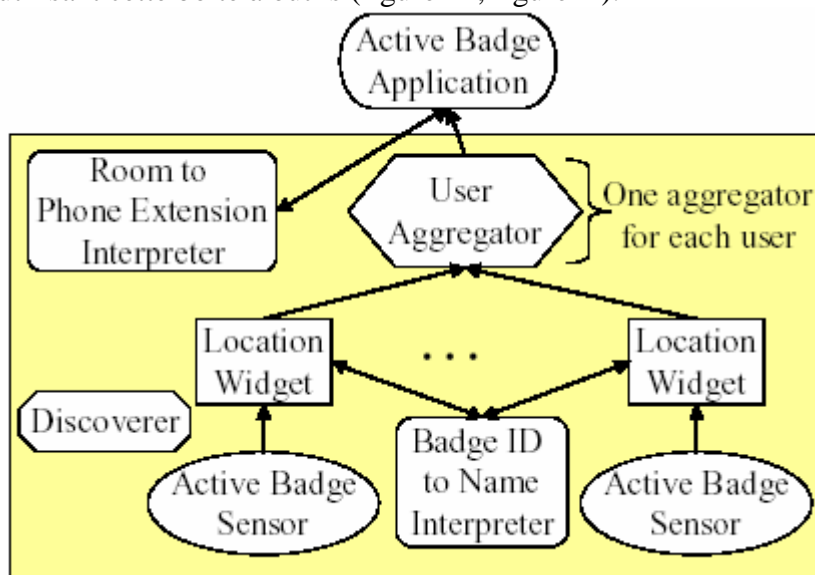 Active Badge
Application
Room to
Phone Extension
Interpreter
User
Aggregator
One aggregator
for each user
Location
Widget
. . .
Location
Widget
Discoverer
Badge ID
to Name
Interpreter
Active Badge
Sensor
Active Badge
Sensor